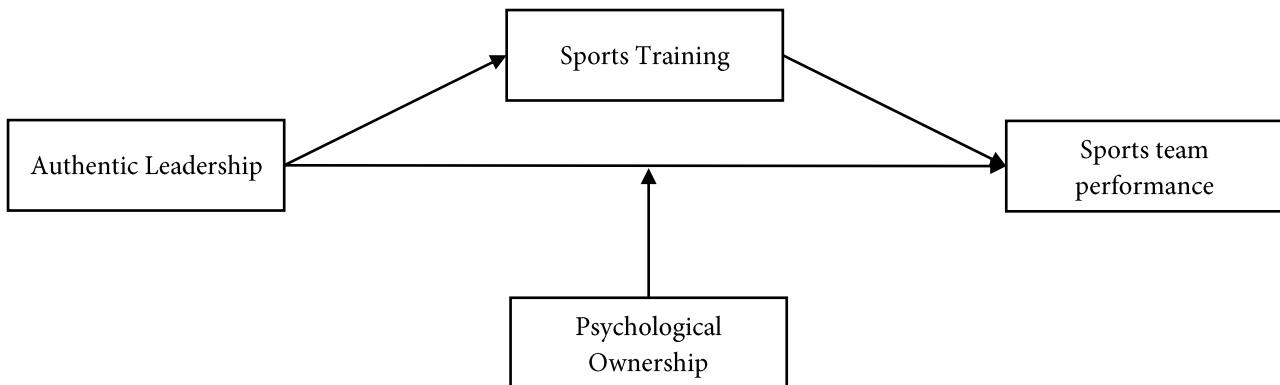 Sports Training
Authentic Leadership
Sports team
performance
Psychological
Ownership